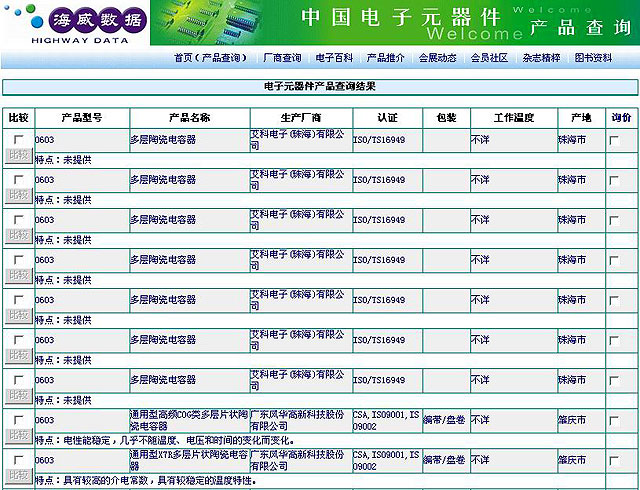 海威数据
HIGHWAY DATA
中国电子元器件
Welcome
Welcome
产品查询
首页（产品查询） 厂商查询 电子百科 产品推介 会展动态 会员社区 杂志精粹 图书资料
电子元器件产品查询结果
比较 产品型号 产品名称 生产厂商 认证 包装 工作温度 产地 询价
0603 多层陶瓷电容器 艾科电子(珠海)有限公司 ISO/TS16949 不详 珠海市
比较
特点：未提供
0603 多层陶瓷电容器 艾科电子(珠海)有限公司 ISO/TS16949 不详 珠海市
比较
特点：未提供
0603 多层陶瓷电容器 艾科电子(珠海)有限公司 ISO/TS16949 不详 珠海市
比较
特点：未提供
0603 多层陶瓷电容器 艾科电子(珠海)有限公司 ISO/TS16949 不详 珠海市
比较
特点：未提供
0603 多层陶瓷电容器 艾科电子(珠海)有限公司 ISO/TS16949 不详 珠海市
比较
特点：未提供
0603 多层陶瓷电容器 艾科电子(珠海)有限公司 ISO/TS16949 不详 珠海市
比较
特点：未提供
0603 多层陶瓷电容器 艾科电子(珠海)有限公司 ISO/TS16949 不详 珠海市
比较
特点：未提供
0603 通用型高频COG类多层片状陶瓷电容器 广东风华高新科技股份有限公司 CSA,ISO9001,ISO9002 编带/盘卷 不详 肇庆市
比较
特点：电性能稳定，几乎不随温度、电压和时间的变化而变化。
0603 通用型X7R多层片状陶瓷电容器 广东风华高新科技股份有限公司 CSA,ISO9001,ISO9002 编带/盘卷 不详 肇庆市
比较
特点：具有较高的介电常数，具有较稳定的温度特性。